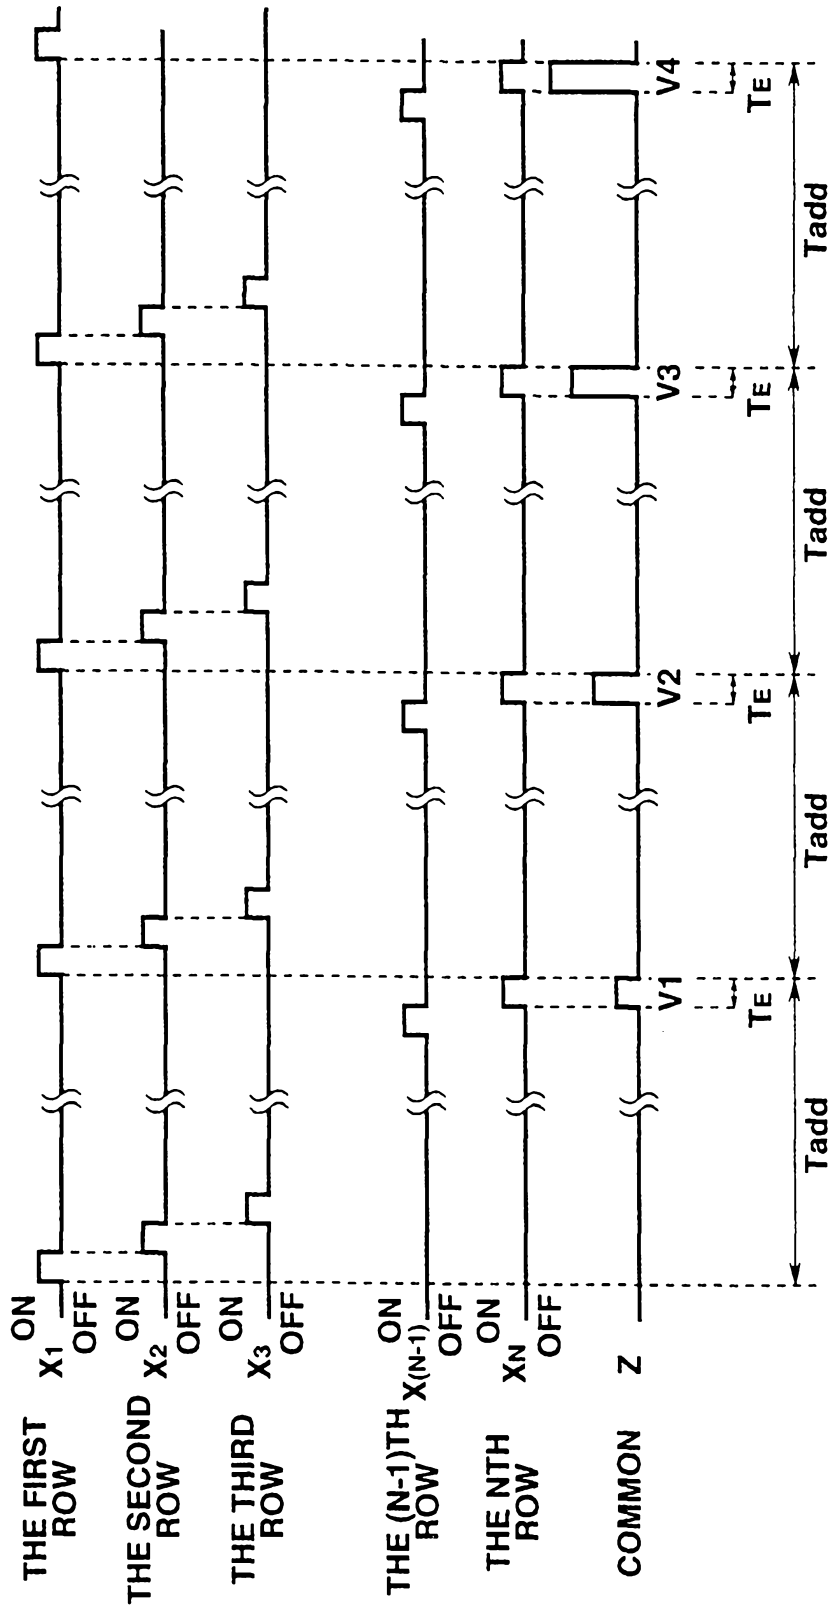 THE FIRST
ROW
X1
ON
OFF
THE SECOND
ROW
X2
ON
OFF
THE THIRD
ROW
X3
ON
OFF
THE (N-1)TH
ROW
X(N-1)
ON
OFF
THE NTH
ROW
XN
ON
OFF
COMMON
Z
V1
V2
V3
V4
TE
TE
TE
TE
Tadd
Tadd
Tadd
Tadd